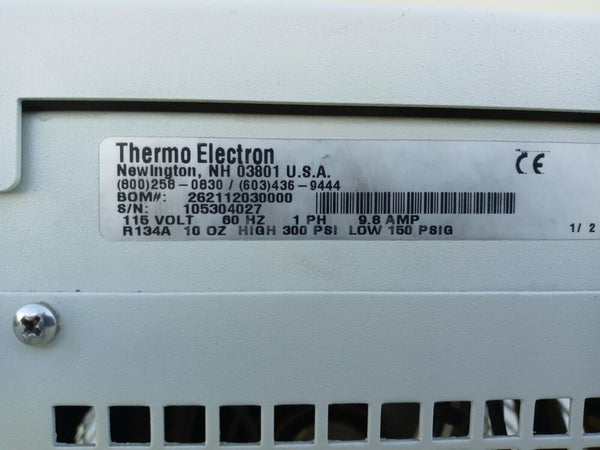 Thermo Electron
Newington, NH 03801 U.S.A.
(800)258-0830 / (603)436-9444
BOM#: 262112030000
S/N: 105304027
115 VOLT 60 HZ 1 PH 9.8 AMP
R134A 10 OZ HIGH 300 PSI LOW 150 PSIG
CE
1/ 2